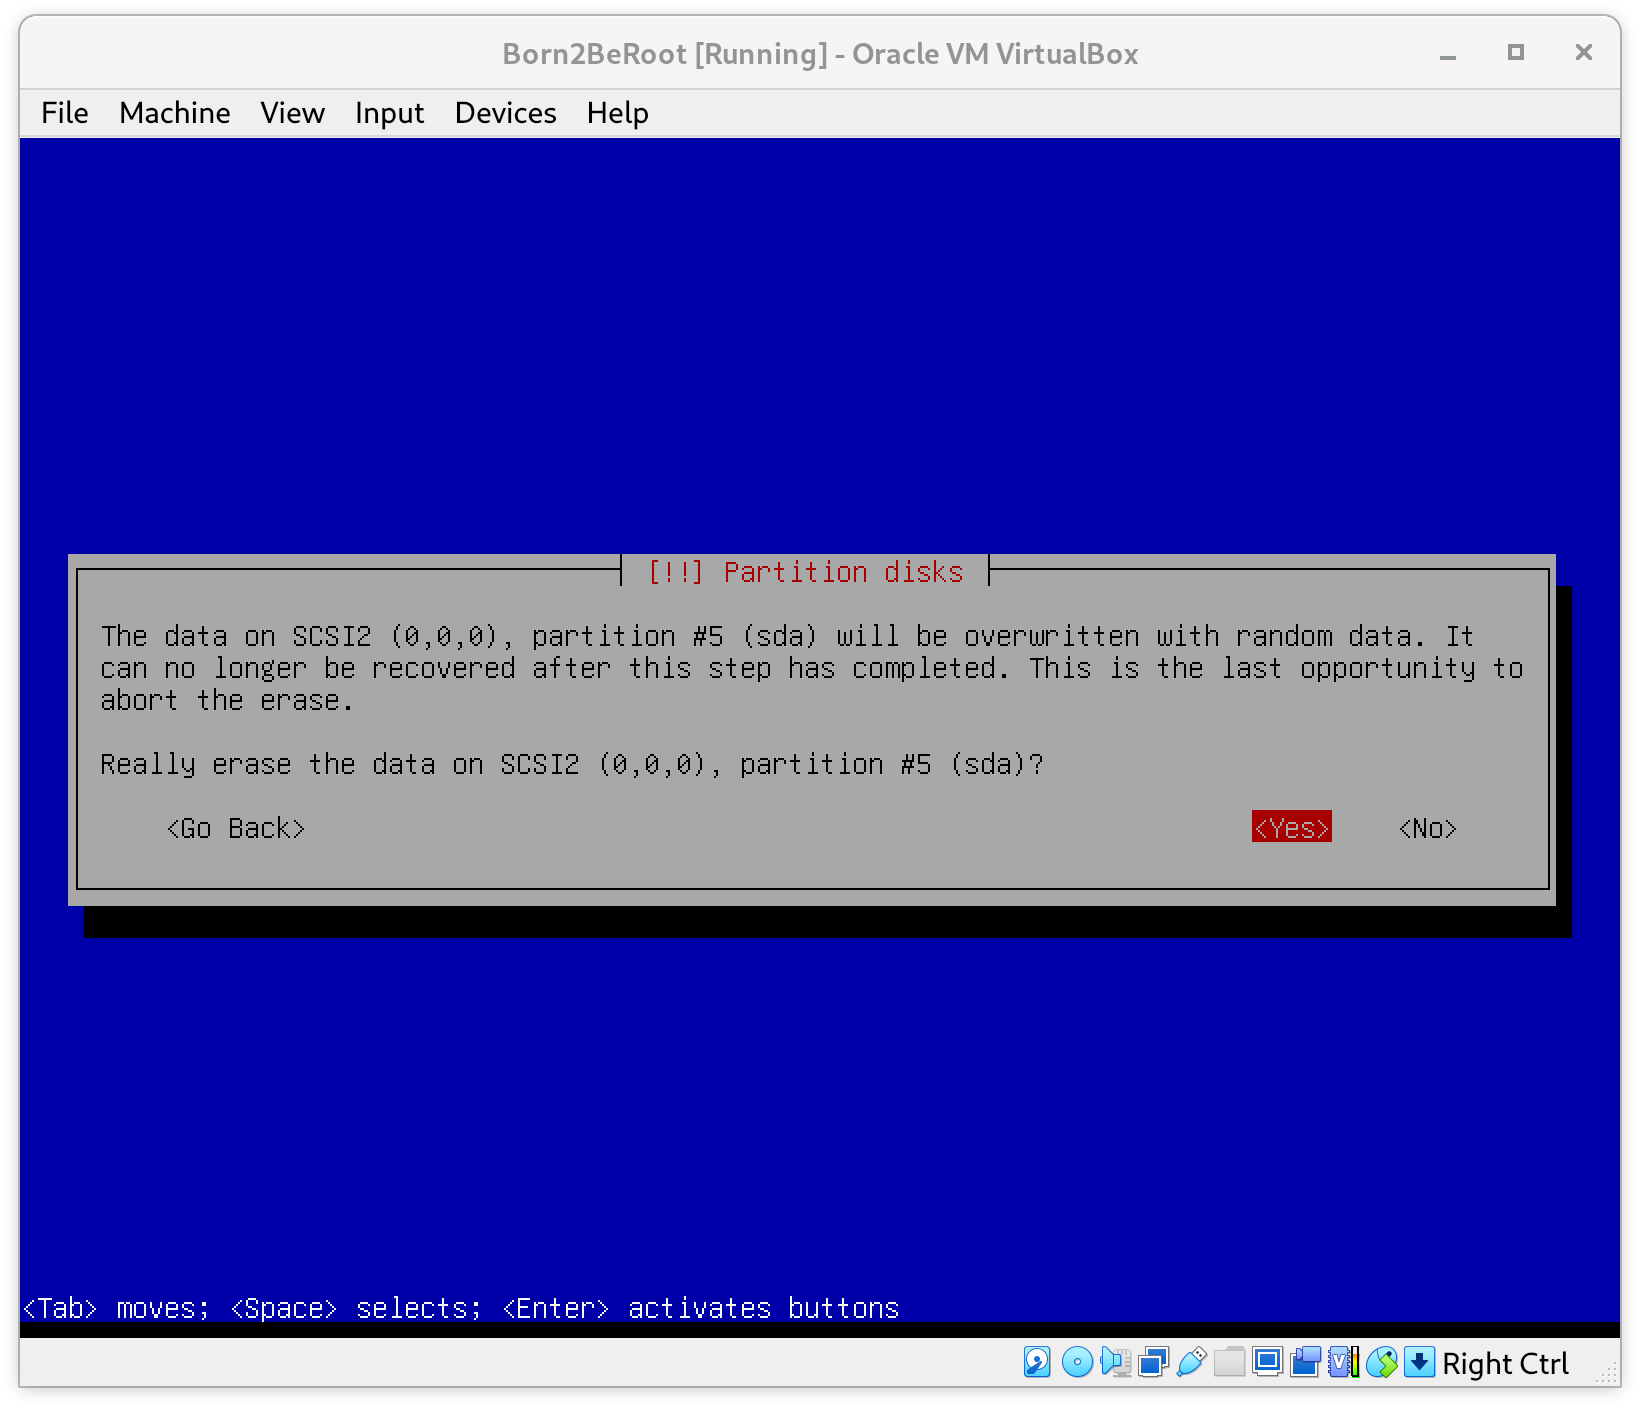 Born2BeRoot [Running] - Oracle VM VirtualBox
File Machine View Input Devices Help
[!!] Partition disks
The data on SCSI2 (0,0,0), partition #5 (sda) will be overwritten with random data. It
can no longer be recovered after this step has completed. This is the last opportunity to
abort the erase.
Really erase the data on SCSI2 (0,0,0), partition #5 (sda)?
<Go Back> <Yes> <No>
<Tab> moves; <Space> selects; <Enter> activates buttons
Right Ctrl